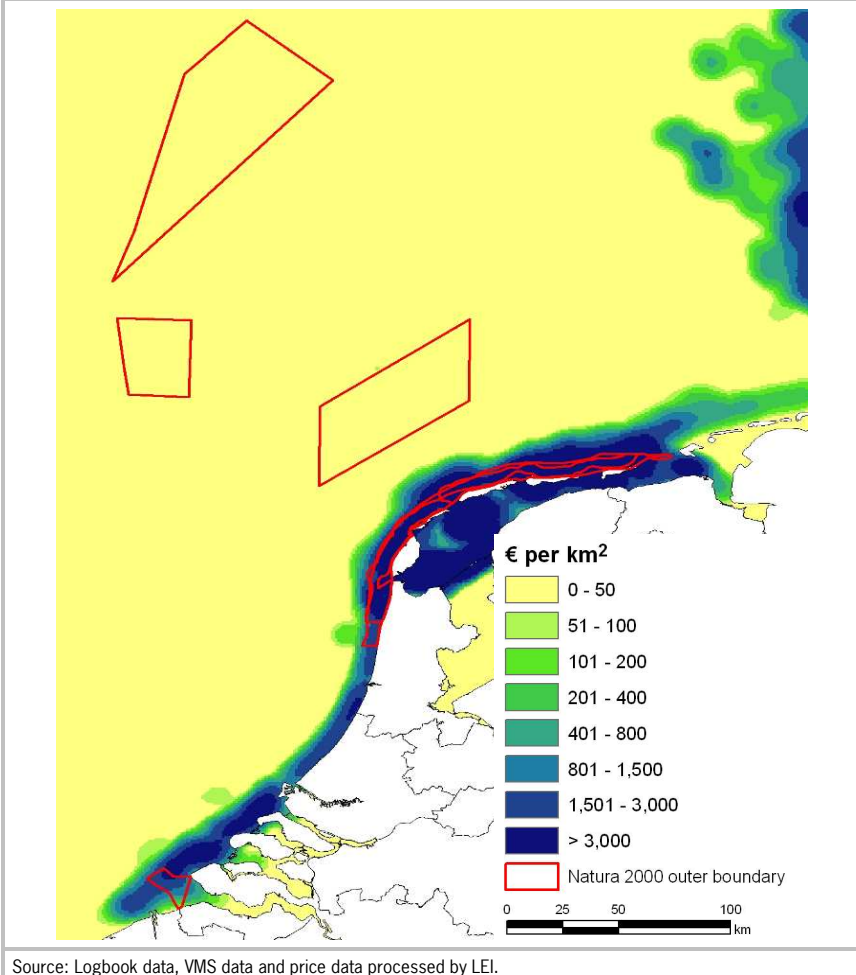 € per km²
0 - 50
51 - 100
101 - 200
201 - 400
401 - 800
801 - 1,500
1,501 - 3,000
> 3,000
Natura 2000 outer boundary
0 25 50 100
km
Source: Logbook data, VMS data and price data processed by LEI.